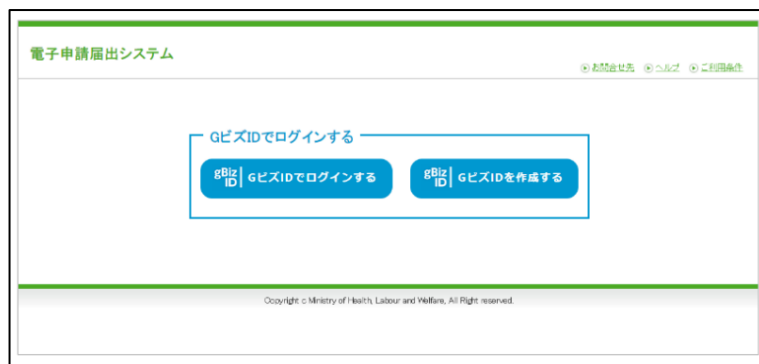 電子申請届出システム
お問合せ先 ヘルプ ご利用条件
GビズIDでログインする
gBiz ID GビズIDでログインする
gBiz ID GビズIDを作成する
Copyright c Ministry of Health, Labour and Welfare, All Right reserved.